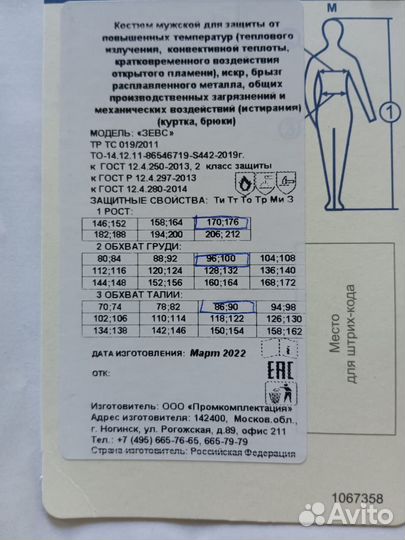 Костюм мужской для защиты от
повышенных температур (теплового
излучения, конвективной теплоты,
кратковременного воздействия
открытого пламени), искр, брызг
расплавленного металла, общих
производственных загрязнений и
механических воздействий (истирания)
(куртка, брюки)
МОДЕЛЬ: «ЗЕВС»
ТР ТС 019/2011
ТО-14.12.11-86546719-S442-2019г.
к ГОСТ 12.4.250-2013, 2 класс защиты
к ГОСТ Р 12.4.297-2013
к ГОСТ 12.4.280-2014
ЗАЩИТНЫЕ СВОЙСТВА: Ти Тт То Тр Ми З
1 РОСТ:
146;152 158;164 170;176
182;188 194;200 206; 212
2 ОБХВАТ ГРУДИ:
80;84 88;92 96;100 104;108
112;116 120;124 128;132 136;140
144;148 152;156 160;164 168;172
3 ОБХВАТ ТАЛИИ:
70;74 78;82 86;90 94;98
102;106 110;114 118;122 126;130
134;138 142;146 150;154 158;162
ДАТА ИЗГОТОВЛЕНИЯ Март 2022
i
ОТК:
ЕАС
Изготовитель: ООО «Промкомплектация»
Адрес изготовителя: 142400, Москов.обл.,
г. Ногинск, ул. Рогожская, д.89, офис 211
Тел.: +7 (495) 665-76-65, 665-79-79
Страна изготовитель: Российская Федерация
М
1
Место
для штрих-кода
1067358
Avito